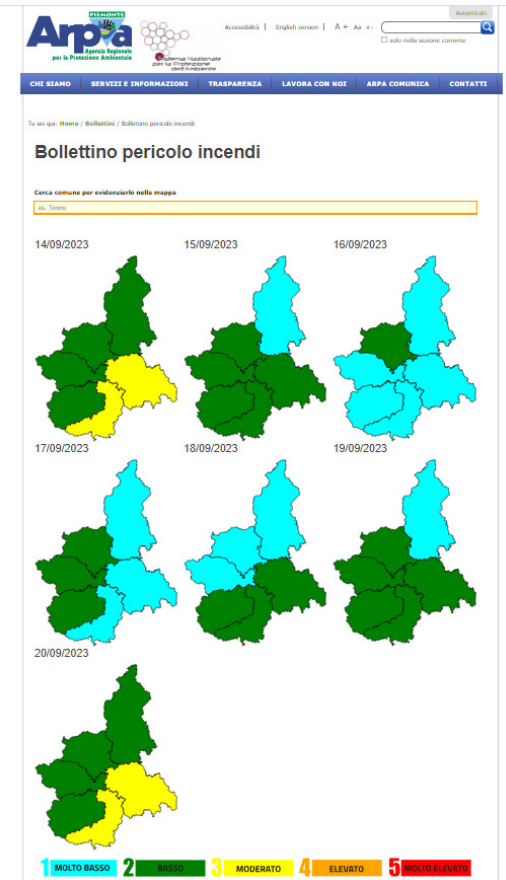 Autenticati
PIEMONTE
Arpa
Agenzia Regionale
per la Protezione Ambientale
Sistema Nazionale
per la Protezione
dell'Ambiente
Accessibilità | English version | A + Aa A -
solo nella sezione corrente
CHI SIAMO SERVIZI E INFORMAZIONI TRASPARENZA LAVORA CON NOI ARPA COMUNICA CONTATTI
Tu sei qui: Home / Bollettini / Bollettino pericolo incendi
Bollettino pericolo incendi
Cerca comune per evidenziarlo nella mappa
es. Torino
14/09/2023 15/09/2023 16/09/2023
17/09/2023 18/09/2023 19/09/2023
20/09/2023
1 MOLTO BASSO 2 BASSO 3 MODERATO 4 ELEVATO 5 MOLTO ELEVATO